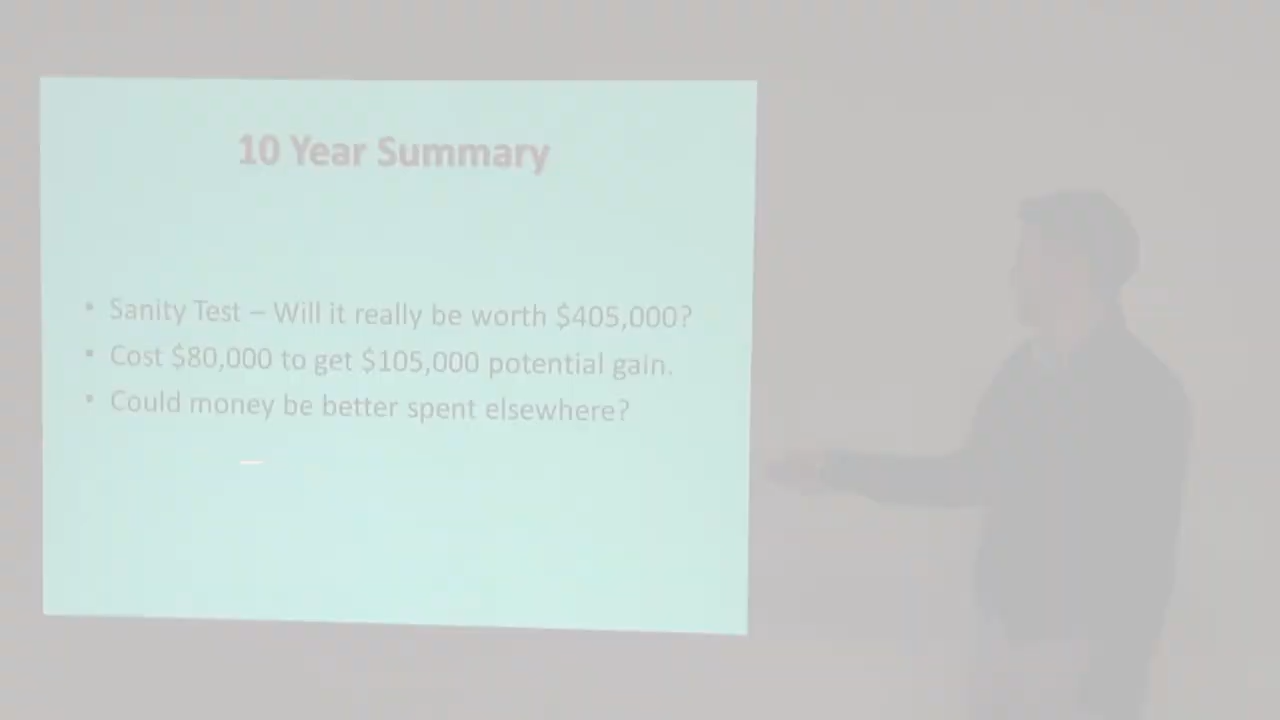 10 Year Summary
• Sanity Test – Will it really be worth $405,000?
• Cost $80,000 to get $105,000 potential gain.
• Could money be better spent elsewhere?